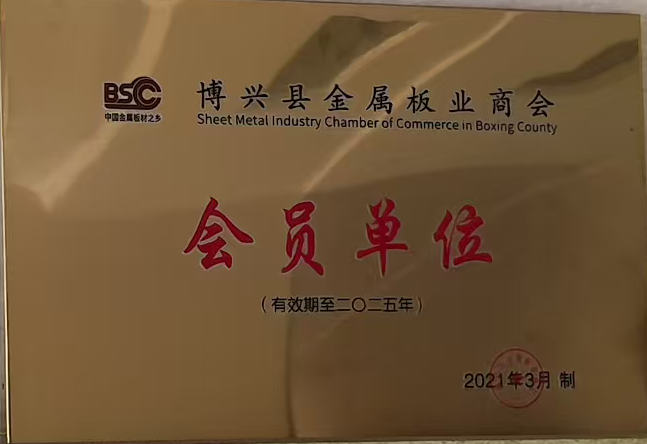 BSCC
中国金属板材之乡
博兴县金属板业商会
Sheet Metal Industry Chamber of Commerce in Boxing County
会员单位
(有效期至二〇二五年)
2021年3月 制